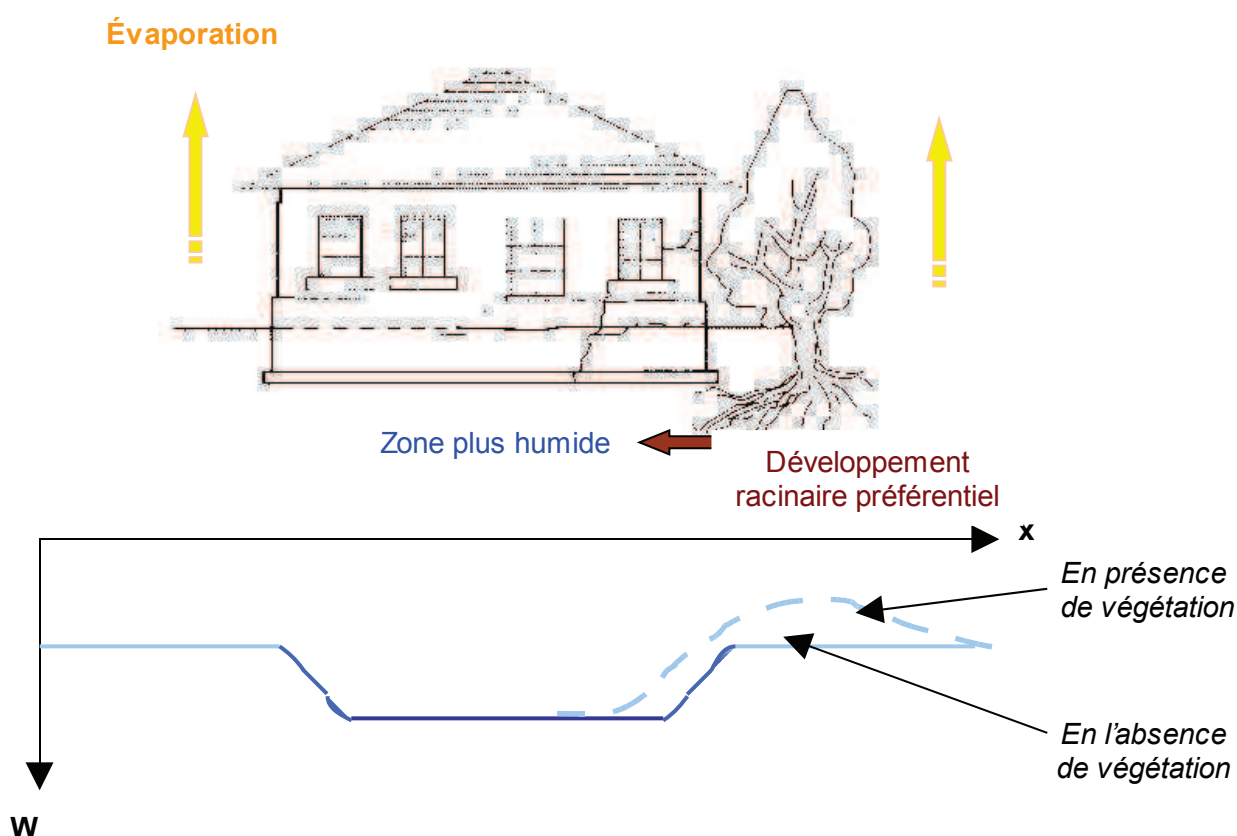 Évaporation
Zone plus humide
Développement
racinaire préférentiel
x
En présence
de végétation
En l'absence
de végétation
w